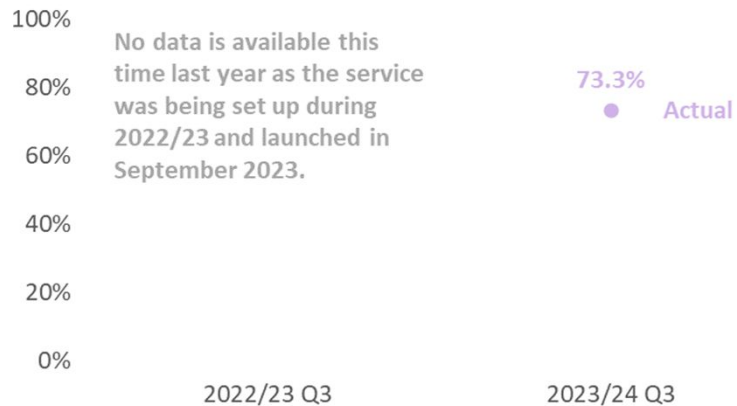 100%
No data is available this
time last year as the service
80%
73.3%
was being set up during
Actual
2022/23 and launched in
60%
September 2023.
40%
20%
0%
2022/23 Q3
2023/24 Q3